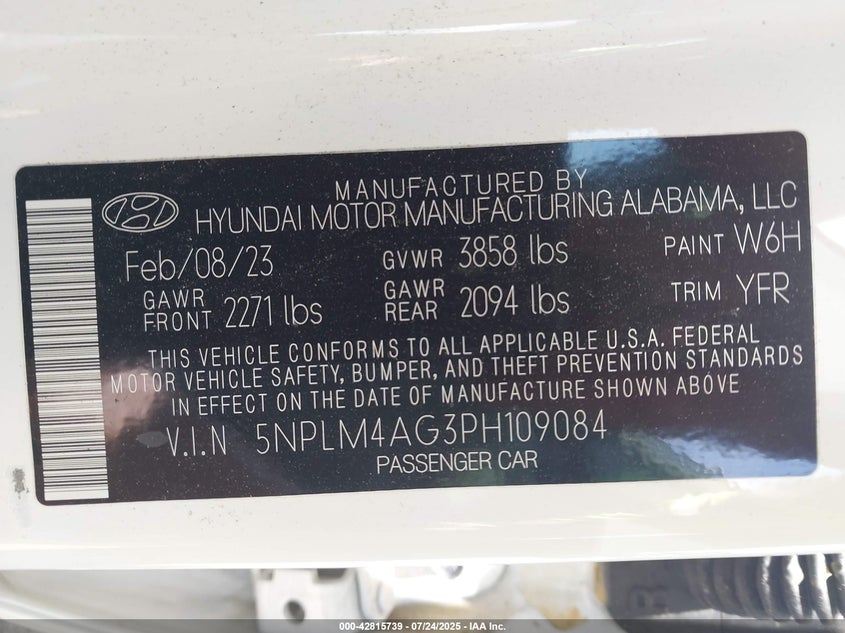 MANUFACTURED BY
HYUNDAI MOTOR MANUFACTURING ALABAMA, LLC
Feb/08/23 GVWR 3858 lbs PAINT W6H
GAWR FRONT 2271 lbs GAWR REAR 2094 lbs TRIM YFR
THIS VEHICLE CONFORMS TO ALL APPLICABLE U.S.A. FEDERAL
MOTOR VEHICLE SAFETY, BUMPER, AND THEFT PREVENTION STANDARDS
IN EFFECT ON THE DATE OF MANUFACTURE SHOWN ABOVE
V.I.N 5NPLM4AG3PH109084
PASSENGER CAR
000-42815739 - 07/24/2025 - IAA Inc.